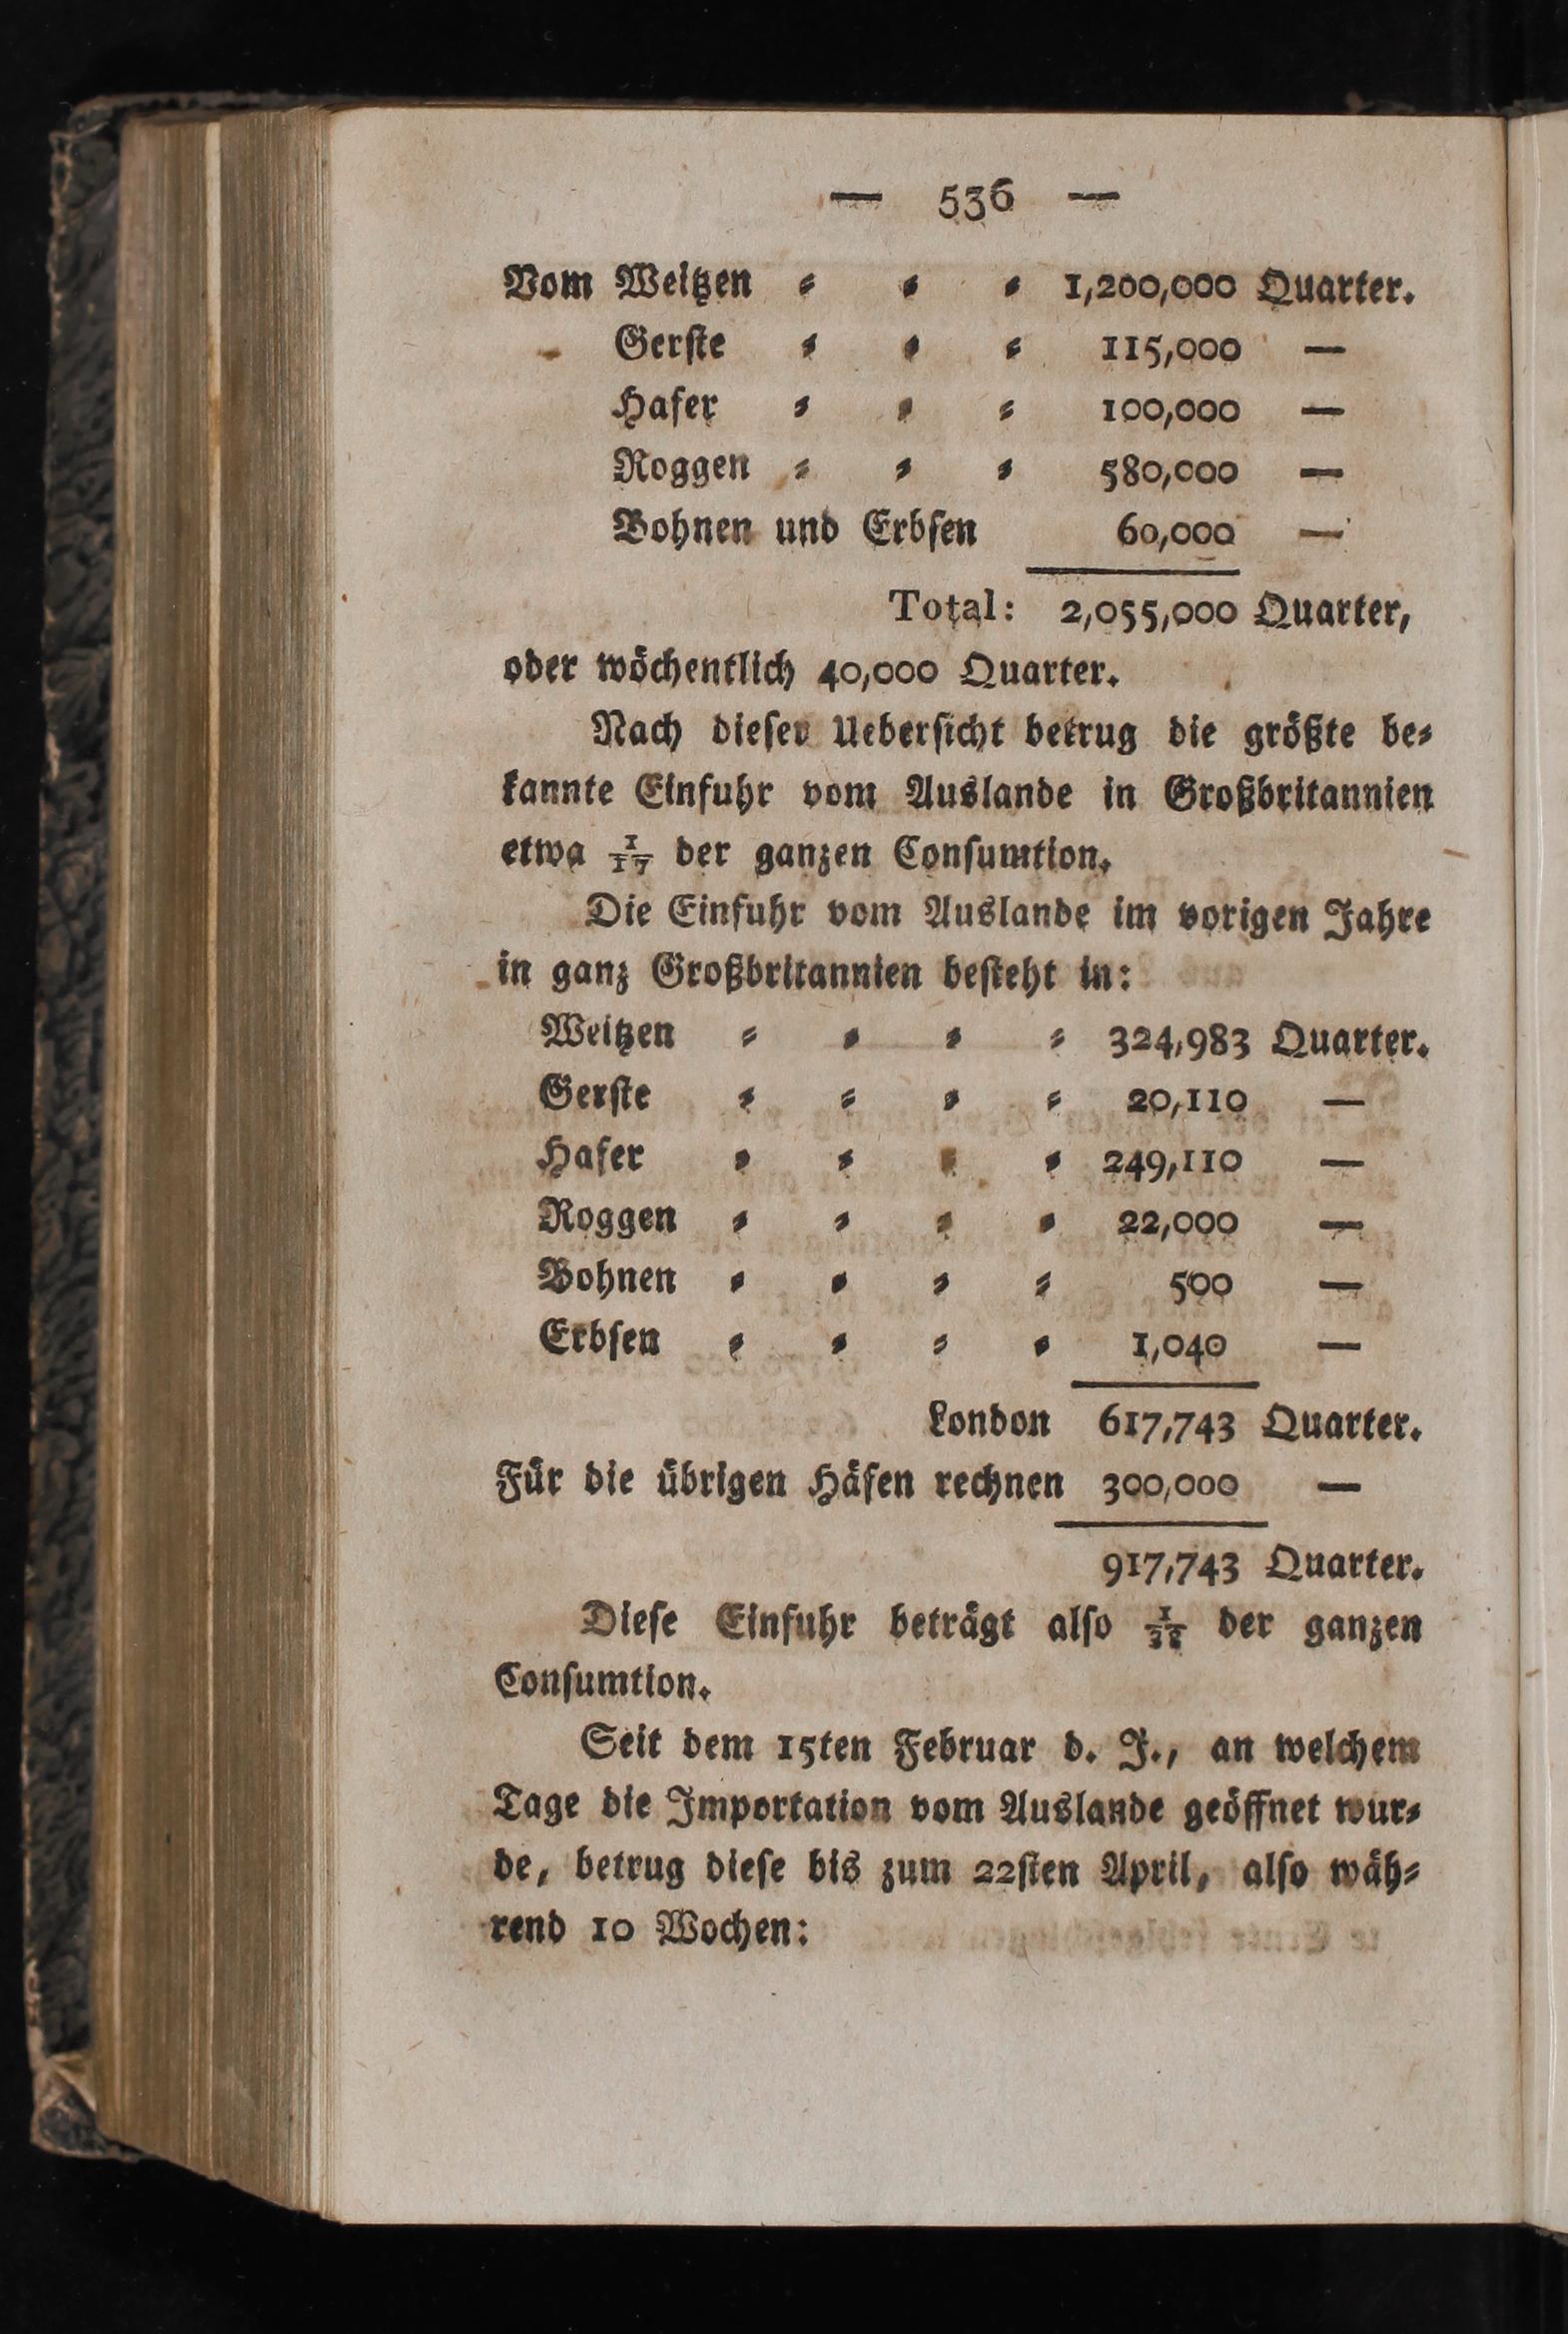 — 536 —
Vom Weitzen = = = 1,200,000 Quarter.
Gerſte = = = 115,000 —
Hafer = = = 100,000 —
Roggen = = = 580,000 —
Bohnen und Erbſen 60,000 —
Total: 2,055,000 Quarter,
oder wöchentlich 40,000 Quarter.
Nach dieſer Ueberſicht betrug die größte be=
kannte Einfuhr vom Auslande in Großbritannien
etwa 1/17 der ganzen Conſumtion.
Die Einfuhr vom Auslande im vorigen Jahre
in ganz Großbritannien beſteht in:
Weitzen = = = = 324,983 Quarter.
Gerſte = = = = 20,110 —
Hafer = = = = 249,110 —
Roggen = = = = 22,000 —
Bohnen = = = = 500 —
Erbſen = = = = 1,040 —
London 617,743 Quarter.
Für die übrigen Häfen rechnen 300,000 —
917,743 Quarter.
Dieſe Einfuhr beträgt alſo der ganzen
Conſumtion.
Seit dem 15ten Februar d. J., an welchem
Tage die Importation vom Auslande geöffnet wur=
de, betrug dieſe bis zum 22ſten April, alſo wäh=
rend 10 Wochen: